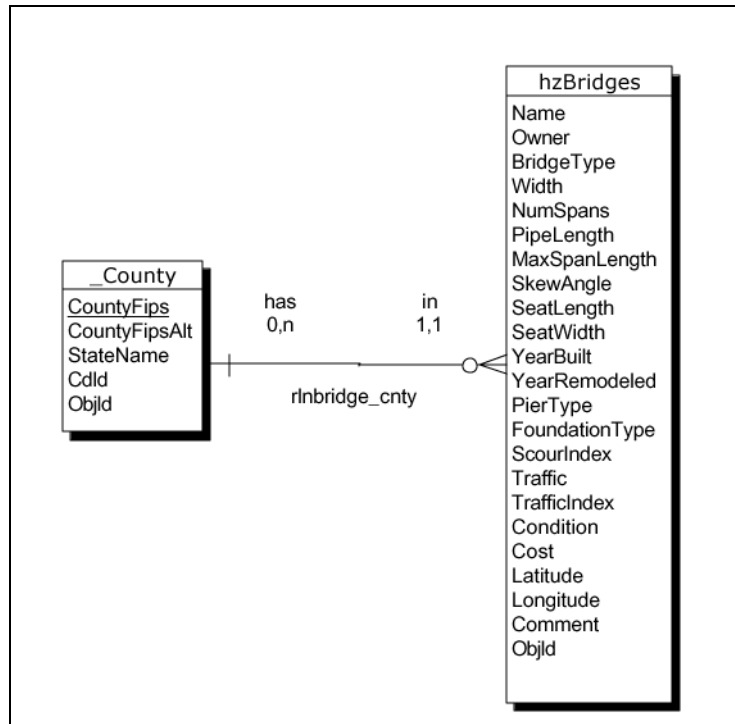 _County
CountyFips
CountyFipsAlt
StateName
CdId
ObjId
has
0,n
in
1,1
rlnbridge_cnty
hzBridges
Name
Owner
BridgeType
Width
NumSpans
PipeLength
MaxSpanLength
SkewAngle
SeatLength
SeatWidth
YearBuilt
YearRemodeled
PierType
FoundationType
ScourIndex
Traffic
TrafficIndex
Condition
Cost
Latitude
Longitude
Comment
ObjId